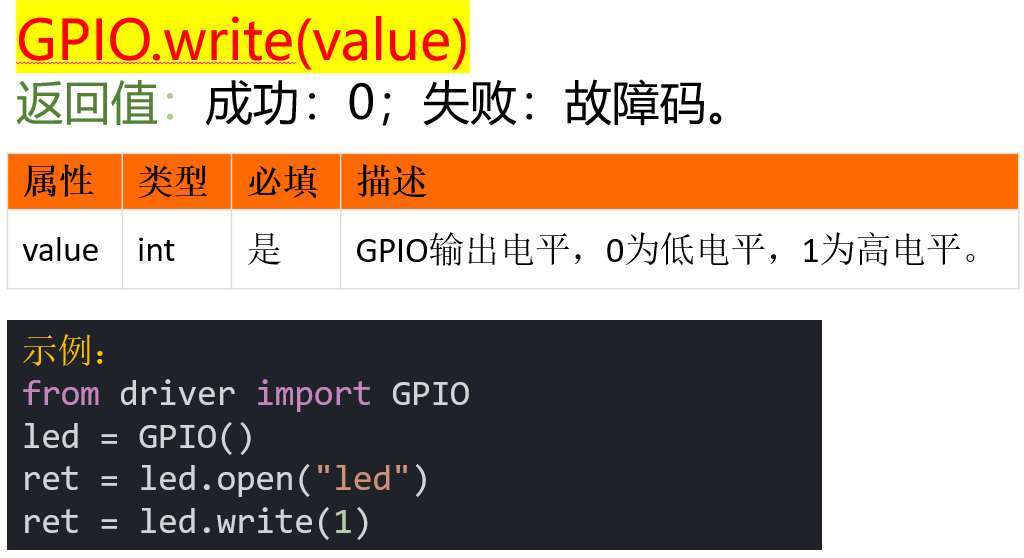 GPIO.write(value)
返回值：成功：0；失败：故障码。
属性 类型 必填 描述
value int 是 GPIO输出电平，0为低电平，1为高电平。
示例：
from driver import GPIO
led = GPIO()
ret = led.open("led")
ret = led.write(1)